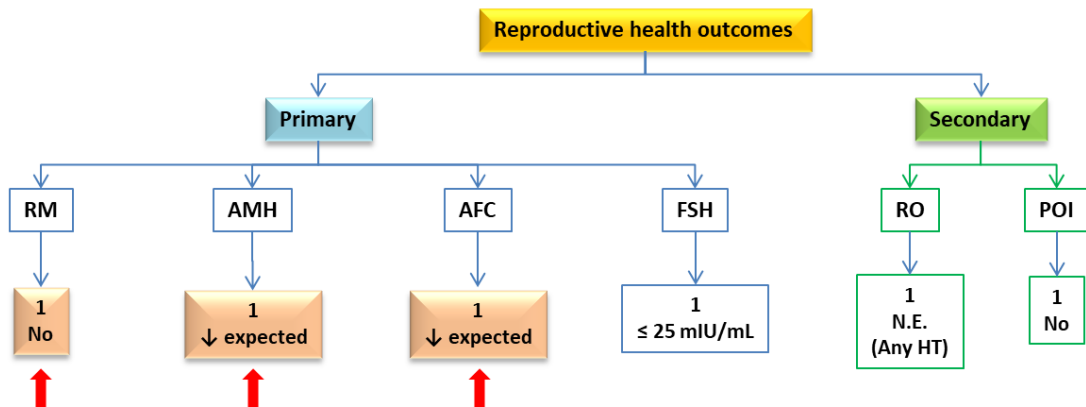 Reproductive health outcomes
Primary
Secondary
RM
AMH
AFC
FSH
RO
POI
1
No
1
↓ expected
1
↓ expected
1
≤ 25 mIU/mL
1
N.E.
(Any HT)
1
No